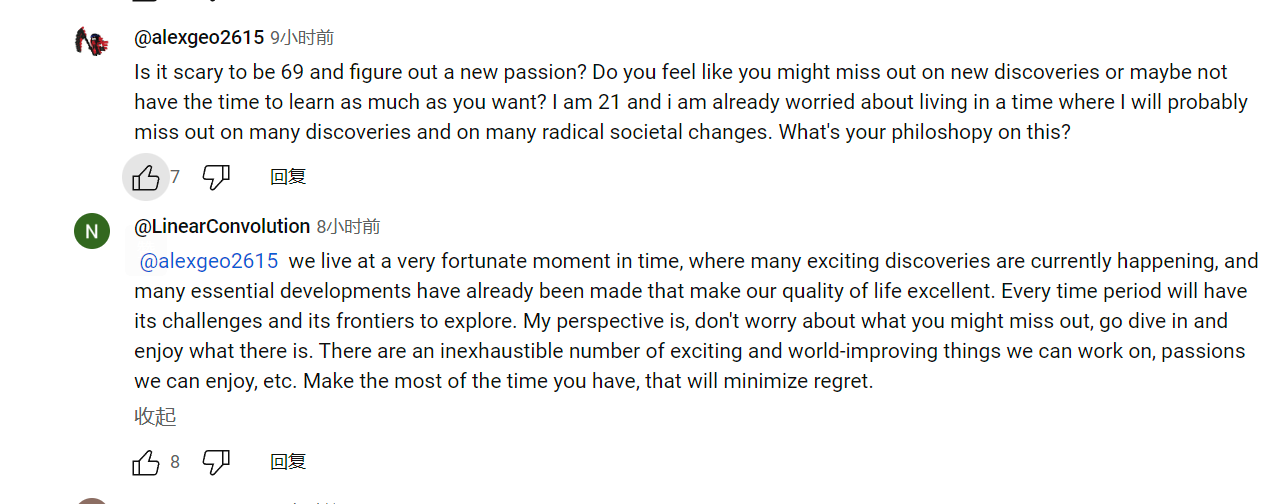 @alexgeo2615 9小时前
Is it scary to be 69 and figure out a new passion? Do you feel like you might miss out on new discoveries or maybe not
have the time to learn as much as you want? I am 21 and i am already worried about living in a time where I will probably
miss out on many discoveries and on many radical societal changes. What's your philoshopy on this?
7 回复
N
@LinearConvolution 8小时前
@alexgeo2615 we live at a very fortunate moment in time, where many exciting discoveries are currently happening, and
many essential developments have already been made that make our quality of life excellent. Every time period will have
its challenges and its frontiers to explore. My perspective is, don't worry about what you might miss out, go dive in and
enjoy what there is. There are an inexhaustible number of exciting and world-improving things we can work on, passions
we can enjoy, etc. Make the most of the time you have, that will minimize regret.
收起
8 回复